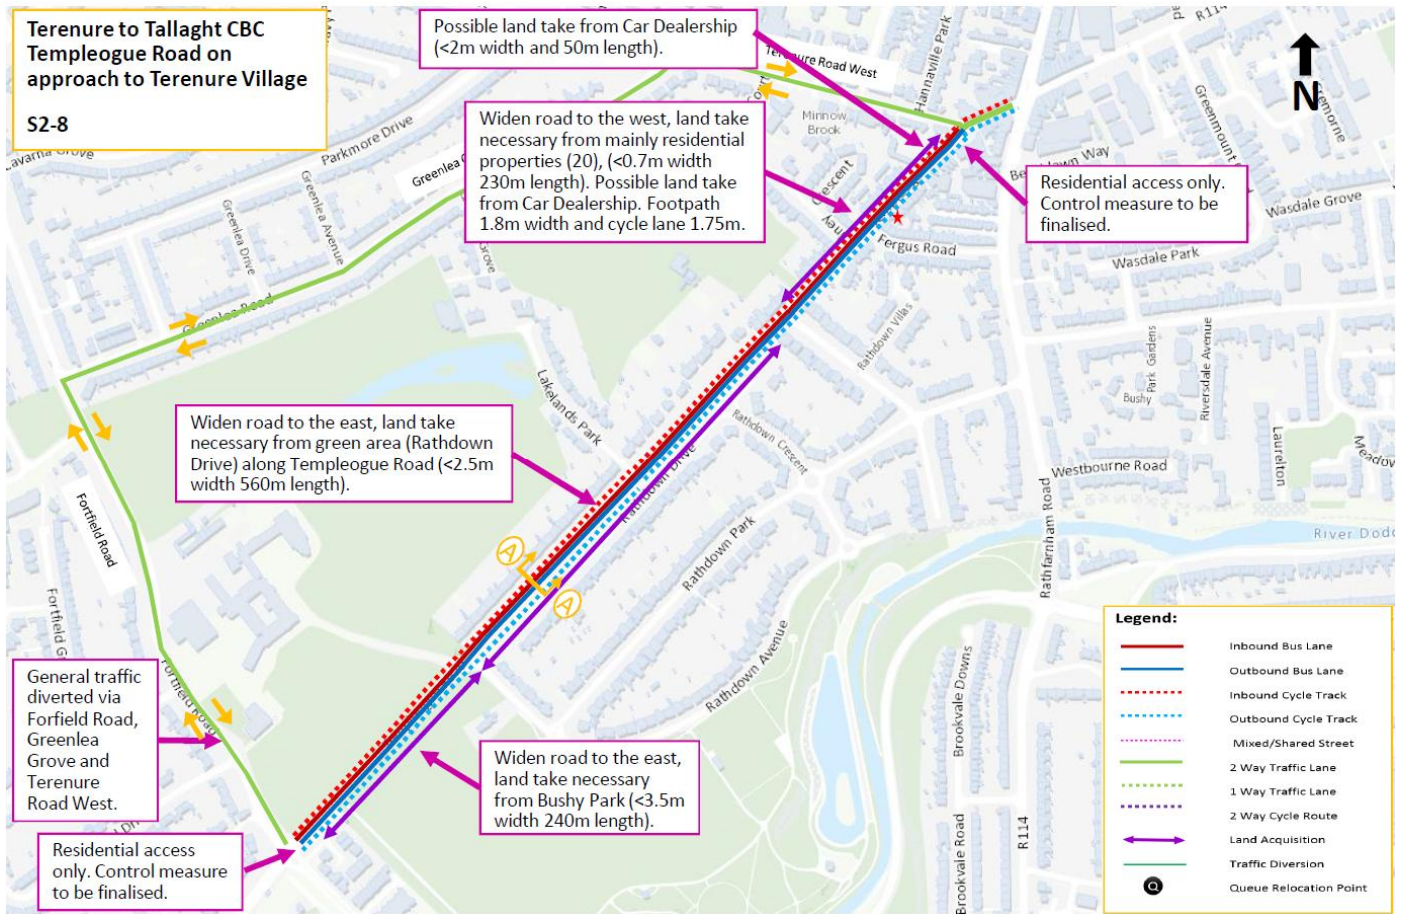 Terenure to Tallaght CBC
Templeogue Road on
approach to Terenure Village
S2-8
Possible land take from Car Dealership
(<2m width and 50m length).
Widen road to the west, land take
necessary from mainly residential
properties (20), (<0.7m width
230m length). Possible land take
from Car Dealership. Footpath
1.8m width and cycle lane 1.75m.
Residential access only.
Control measure to be
finalised.
Widen road to the east, land take
necessary from green area (Rathdown
Drive) along Templeogue Road (<2.5m
width 560m length).
General traffic
diverted via
Forfield Road,
Greenlea
Grove and
Terenure
Road West.
Widen road to the east,
land take necessary
from Bushy Park (<3.5m
width 240m length).
Residential access
only. Control measure
to be finalised.
N
Terenure Road West
Hannaville Park
R114
Court
Minnow
Brook
Crescent
Parkmore Drive
Greenlea Avenue
Greenlea Drive
Greenlea Road
Grove
Fergus Road
Wasdale Grove
Wasdale Park
Rathdown Villas
Bushy
Park Gardens
Riversdale Avenue
Laurelton
Lakelands Park
Rathdown Crescent
Rathdown Drive
Westbourne Road
Rathfarnham Road
Rathdown Park
Rathdown Avenue
Fortfield Road
Fortfield Road
Brookvale Downs
Brookvale Road
R114
A
A
Legend:
Inbound Bus Lane
Outbound Bus Lane
Inbound Cycle Track
Outbound Cycle Track
Mixed/Shared Street
2 Way Traffic Lane
1 Way Traffic Lane
2 Way Cycle Route
Land Acquisition
Traffic Diversion
Q
Queue Relocation Point